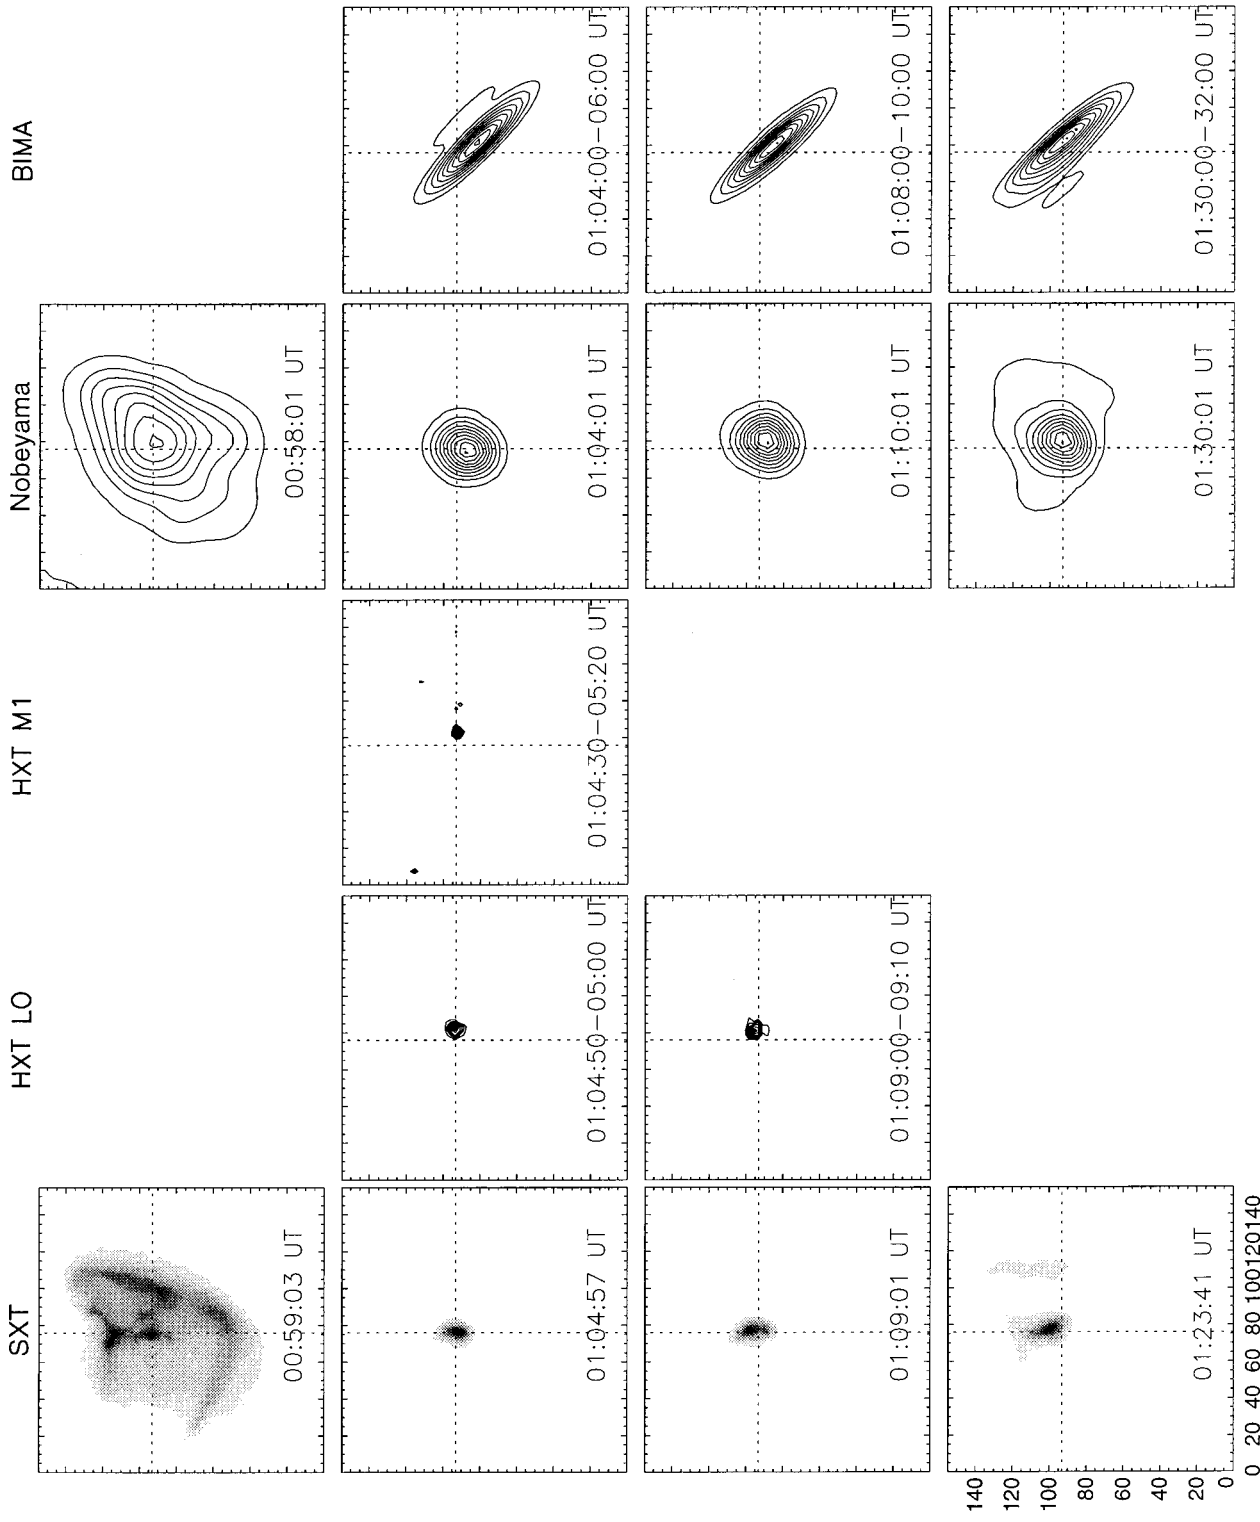 SXT
HXT LO
HXT M1
Nobeyama
BIMA
00:59:03 UT
00:58:01 UT
01:04:57 UT
01:04:50-05:00 UT
01:04:30-05:20 UT
01:04:01 UT
01:04:00-06:00 UT
01:09:01 UT
01:09:00-09:10 UT
01:10:01 UT
01:08:00-10:00 UT
01:23:41 UT
01:30:01 UT
01:30:00-32:00 UT
140
120
100
80
60
40
20
0
0 20 40 60 80 100 120 140